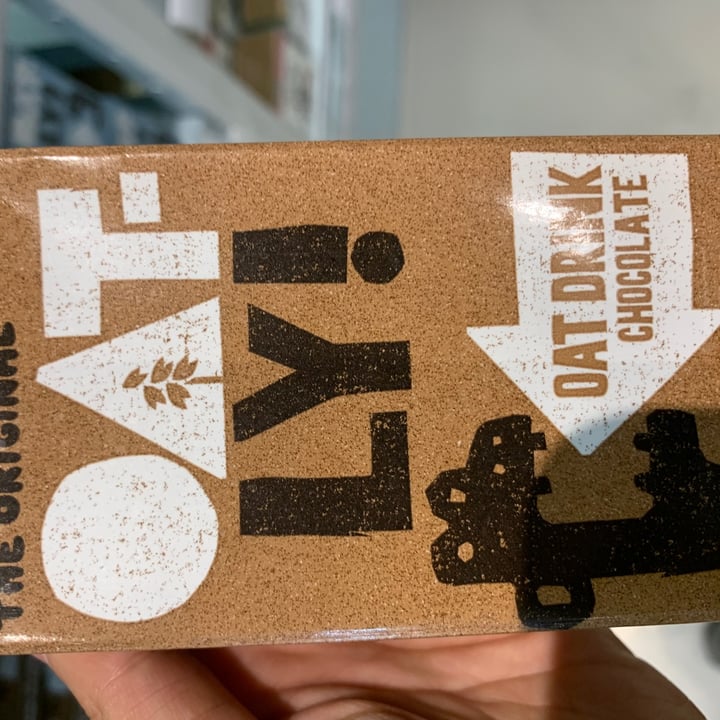 THE ORIGINAL
OAT-
LY!
OAT DRINK
CHOCOLATE